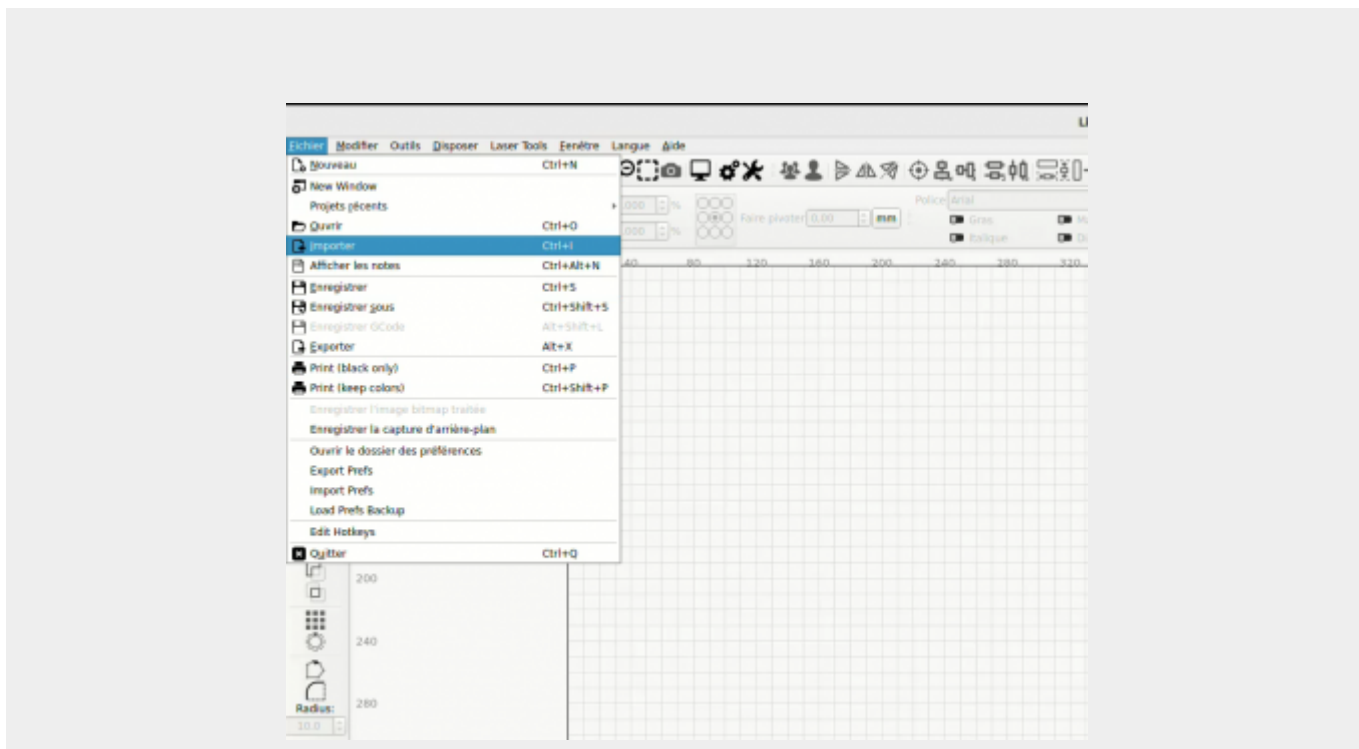 Fichier Modifier Outils Disposer Laser Tools Fenêtre Langue Aide
Nouveau Ctrl+N
New Window
Projets récents
Ouvrir Ctrl+O
Importer Ctrl+I
Afficher les notes Ctrl+Alt+N
Enregistrer Ctrl+S
Enregistrer sous Ctrl+Shift+S
Enregistrer GCode Alt+Shift+L
Exporter Alt+X
Print (black only) Ctrl+P
Print (keep colors) Ctrl+Shift+P
Enregistrer l'image bitmap traitée
Enregistrer la capture d'arrière-plan
Ouvrir le dossier des préférences
Export Prefs
Import Prefs
Load Prefs Backup
Edit Hotkeys
Quitter Ctrl+Q
.000 %
.000 %
Faire pivoter 0,00 mm
Police Arial
Gras
Italique
40 80 120 160 200 240 280 320
200
240
280
Radius:
10.0